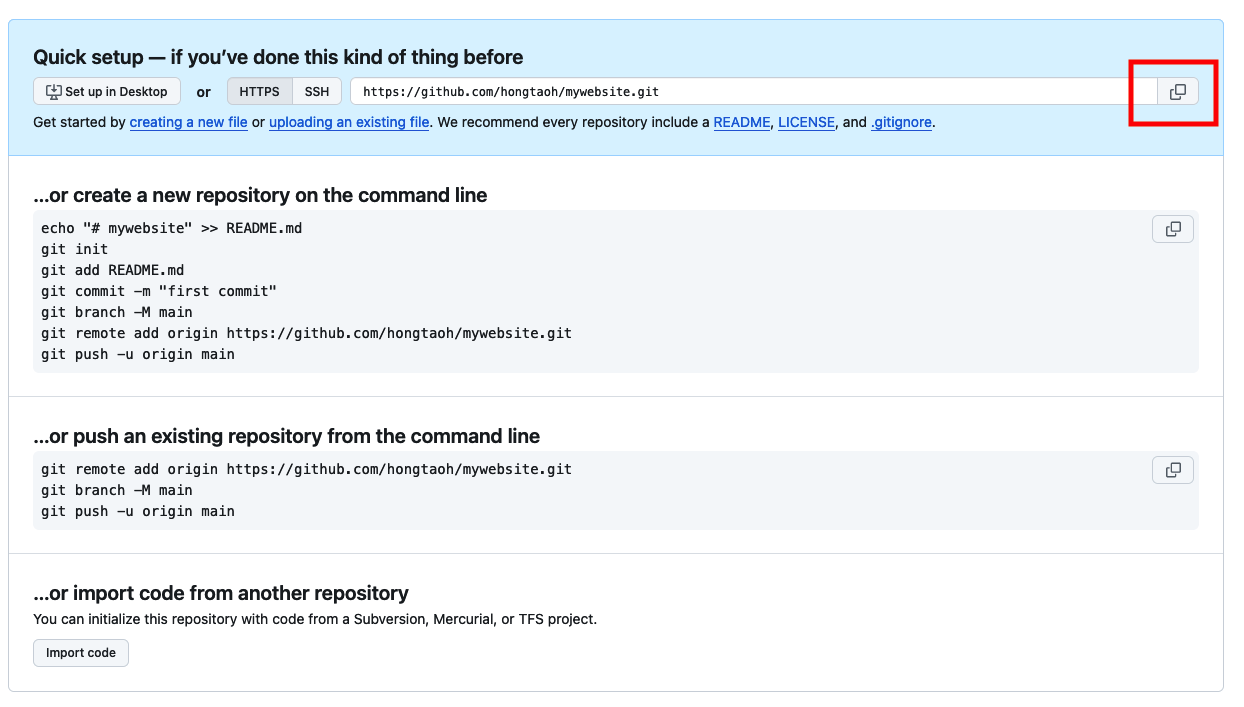 Quick setup — if you’ve done this kind of thing before
Set up in Desktop or HTTPS SSH https://github.com/hongtaoh/mywebsite.git
Get started by creating a new file or uploading an existing file. We recommend every repository include a README, LICENSE, and .gitignore.
…or create a new repository on the command line
echo "# mywebsite" >> README.md
git init
git add README.md
git commit -m "first commit"
git branch -M main
git remote add origin https://github.com/hongtaoh/mywebsite.git
git push -u origin main
…or push an existing repository from the command line
git remote add origin https://github.com/hongtaoh/mywebsite.git
git branch -M main
git push -u origin main
…or import code from another repository
You can initialize this repository with code from a Subversion, Mercurial, or TFS project.
Import code